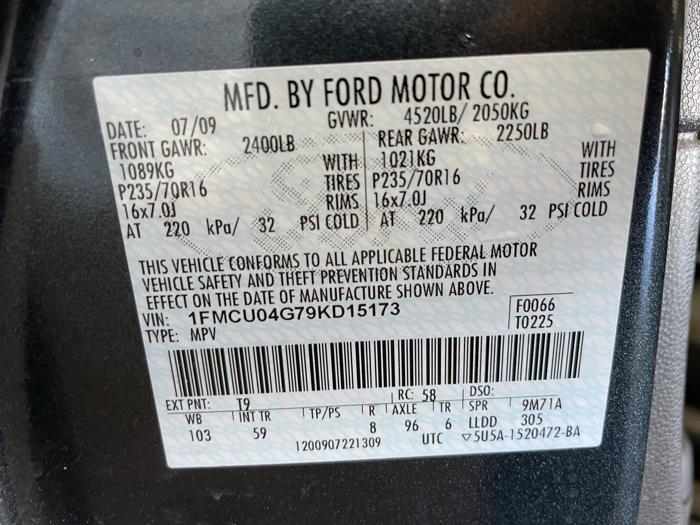 MFD. BY FORD MOTOR CO.
DATE: 07/09 GVWR: 4520LB/ 2050KG
FRONT GAWR: 2400LB REAR GAWR: 2250LB
1089KG WITH 1021KG WITH
P235/70R16 TIRES P235/70R16 TIRES
16x7.0J RIMS 16x7.0J RIMS
AT 220 kPa/ 32 PSI COLD AT 220 kPa/ 32 PSI COLD
THIS VEHICLE CONFORMS TO ALL APPLICABLE FEDERAL MOTOR
VEHICLE SAFETY AND THEFT PREVENTION STANDARDS IN
EFFECT ON THE DATE OF MANUFACTURE SHOWN ABOVE.
VIN: 1FMCU04G79KD15173 F0066
TYPE: MPV T0225
EXT PNT: T9 RC: 58 DSO:
WB INT TR TP/PS R AXLE TR SPR 9M71A
103 59 8 96 6 LLDD 305
1200907221309 UTC ▽5U5A-1520472-BA